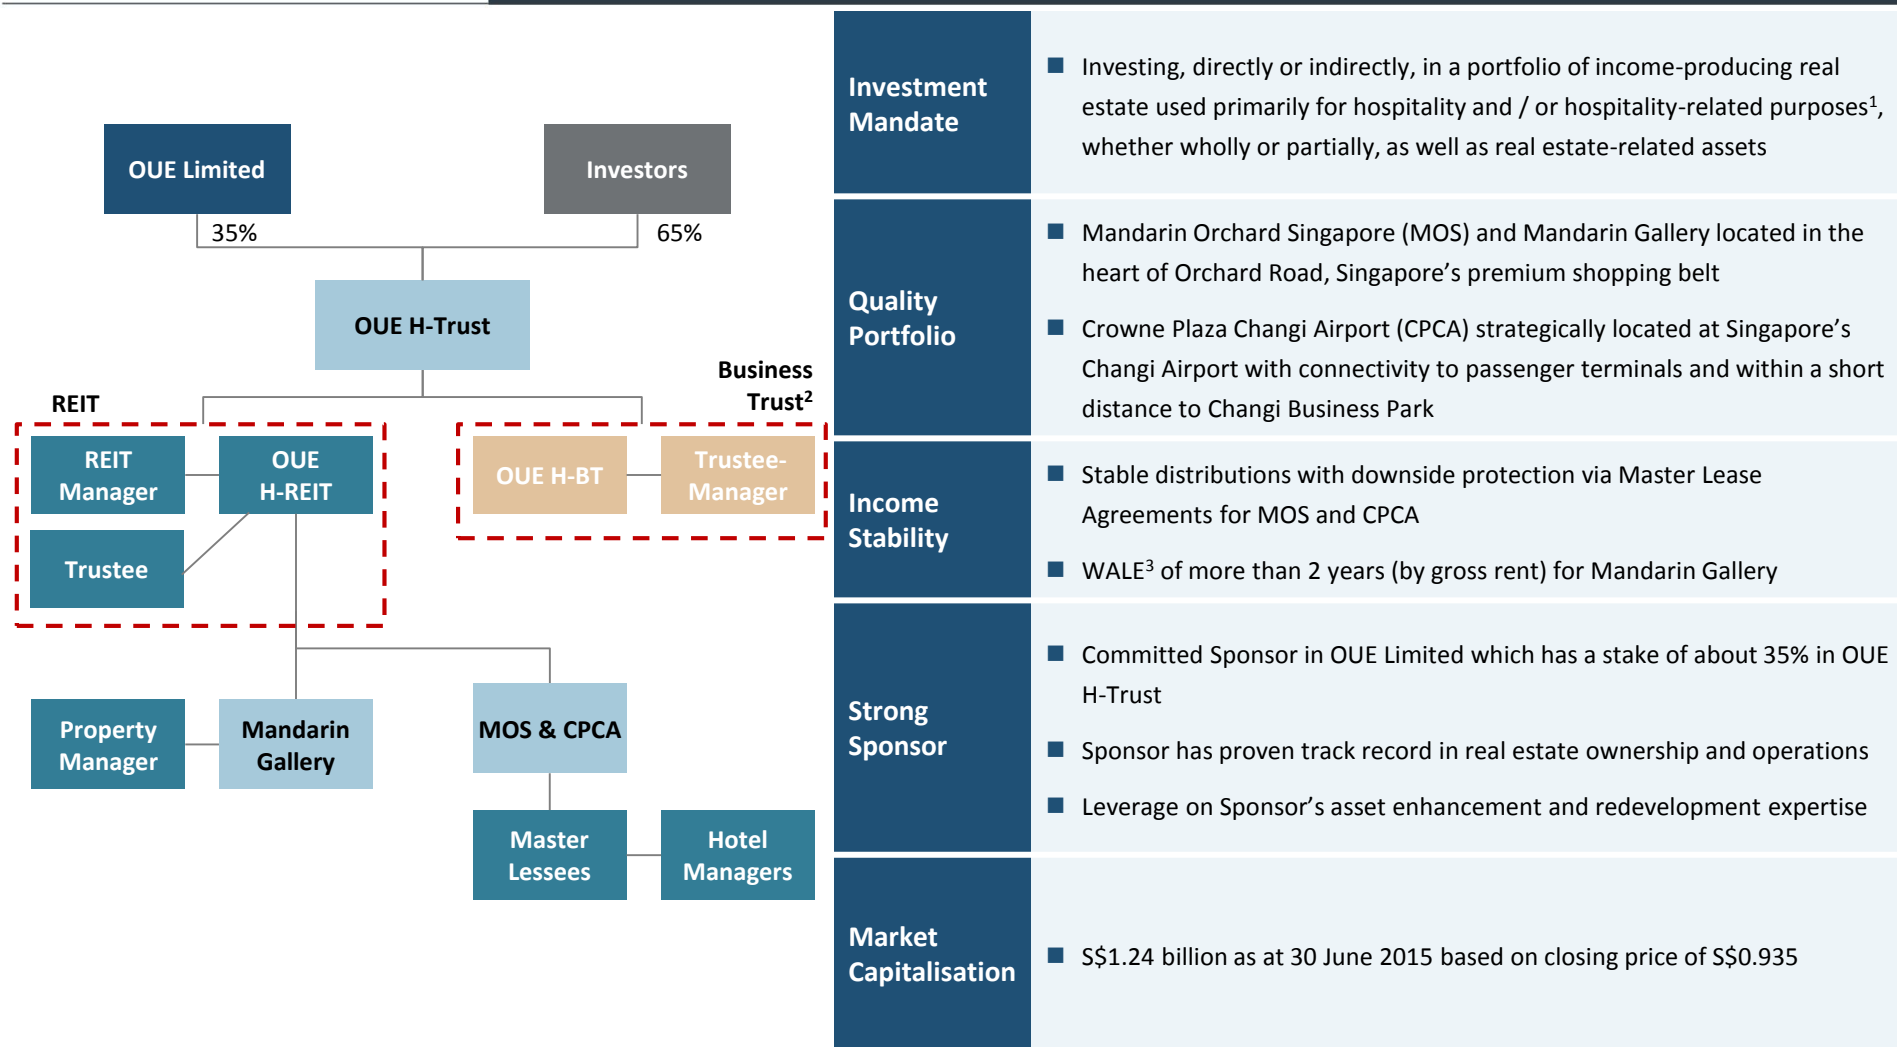 OUE Limited
Investors
35%
65%
OUE H-Trust
REIT
Business
Trust²
REIT
Manager
OUE
H-REIT
Trustee
OUE H-BT
Trustee-
Manager
Property
Manager
Mandarin
Gallery
MOS & CPCA
Master
Lessees
Hotel
Managers
Investment
Mandate
■ Investing, directly or indirectly, in a portfolio of income-producing real
estate used primarily for hospitality and / or hospitality-related purposes¹,
whether wholly or partially, as well as real estate-related assets
Quality
Portfolio
■ Mandarin Orchard Singapore (MOS) and Mandarin Gallery located in the
heart of Orchard Road, Singapore’s premium shopping belt
■ Crowne Plaza Changi Airport (CPCA) strategically located at Singapore’s
Changi Airport with connectivity to passenger terminals and within a short
distance to Changi Business Park
Income
Stability
■ Stable distributions with downside protection via Master Lease
Agreements for MOS and CPCA
■ WALE³ of more than 2 years (by gross rent) for Mandarin Gallery
Strong
Sponsor
■ Committed Sponsor in OUE Limited which has a stake of about 35% in OUE
H-Trust
■ Sponsor has proven track record in real estate ownership and operations
■ Leverage on Sponsor’s asset enhancement and redevelopment expertise
Market
Capitalisation
■ S$1.24 billion as at 30 June 2015 based on closing price of S$0.935